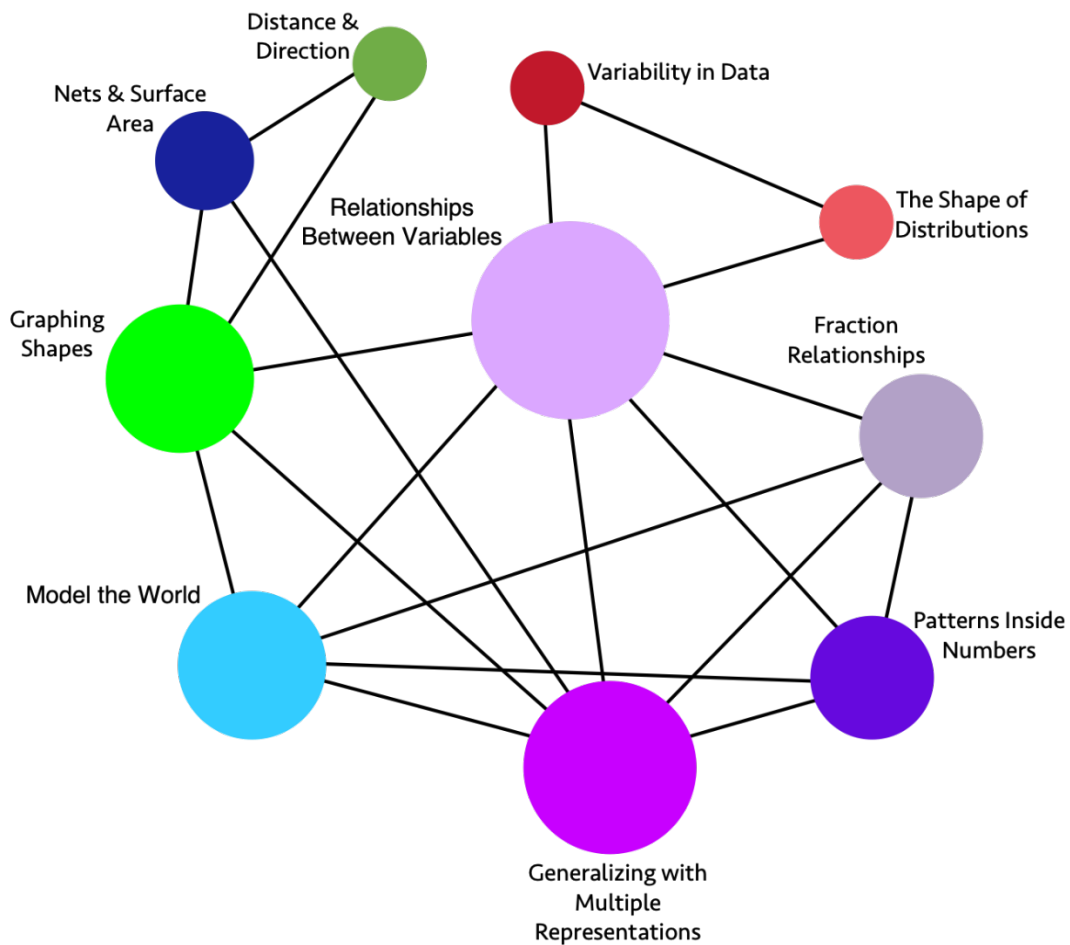 Distance &
Direction
Variability in Data
Nets & Surface
Area
Relationships
Between Variables
The Shape of
Distributions
Graphing
Shapes
Fraction
Relationships
Model the World
Patterns Inside
Numbers
Generalizing with
Multiple
Representations